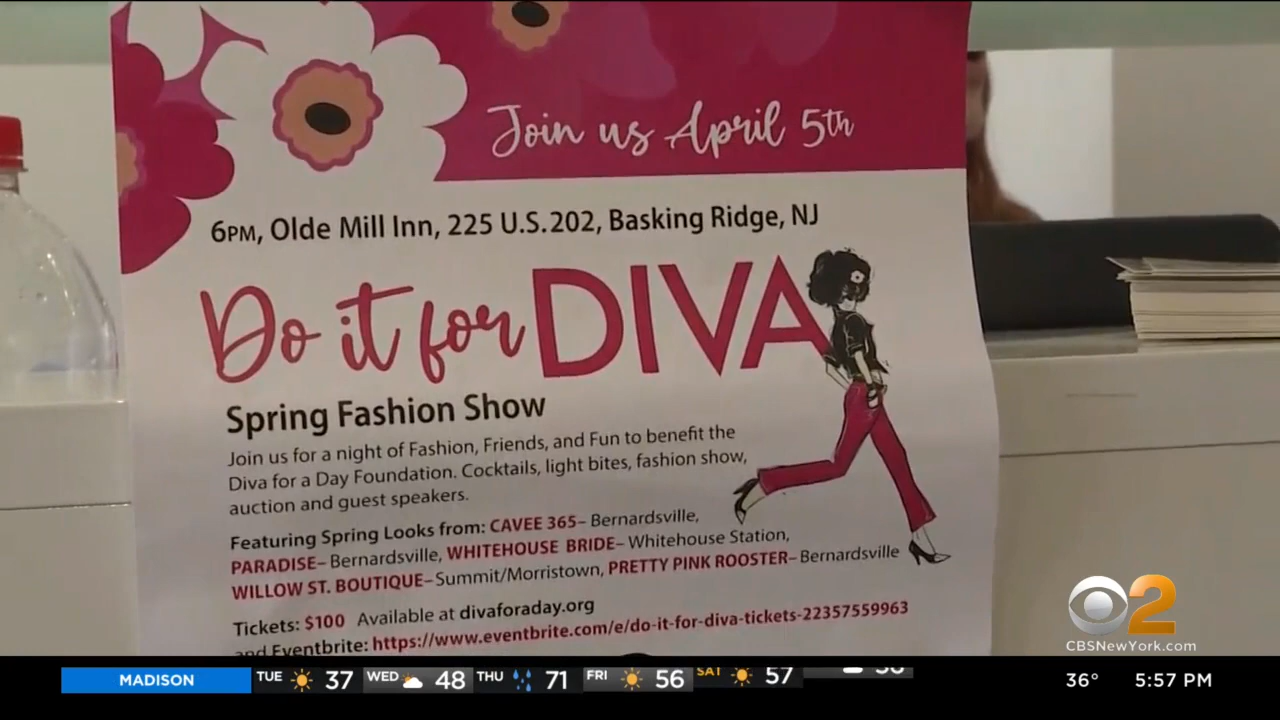 Join us April 5th
6PM, Olde Mill Inn, 225 U.S.202, Basking Ridge, NJ
Do it for DIVA
Spring Fashion Show
Join us for a night of Fashion, Friends, and Fun to benefit the
Diva for a Day Foundation. Cocktails, light bites, fashion show,
auction and guest speakers.
Featuring Spring Looks from: CAVEE 365– Bernardsville,
PARADISE– Bernardsville, WHITEHOUSE BRIDE– Whitehouse Station,
WILLOW ST. BOUTIQUE– Summit/Morristown, PRETTY PINK ROOSTER– Bernardsville
Tickets: $100 Available at divaforaday.org
and Eventbrite: https://www.eventbrite.com/e/do-it-for-diva-tickets-22357559963
2
CBSNewYork.com
MADISON TUE 37 WED 48 THU 71 FRI 56 SAT 57 36° 5:57 PM